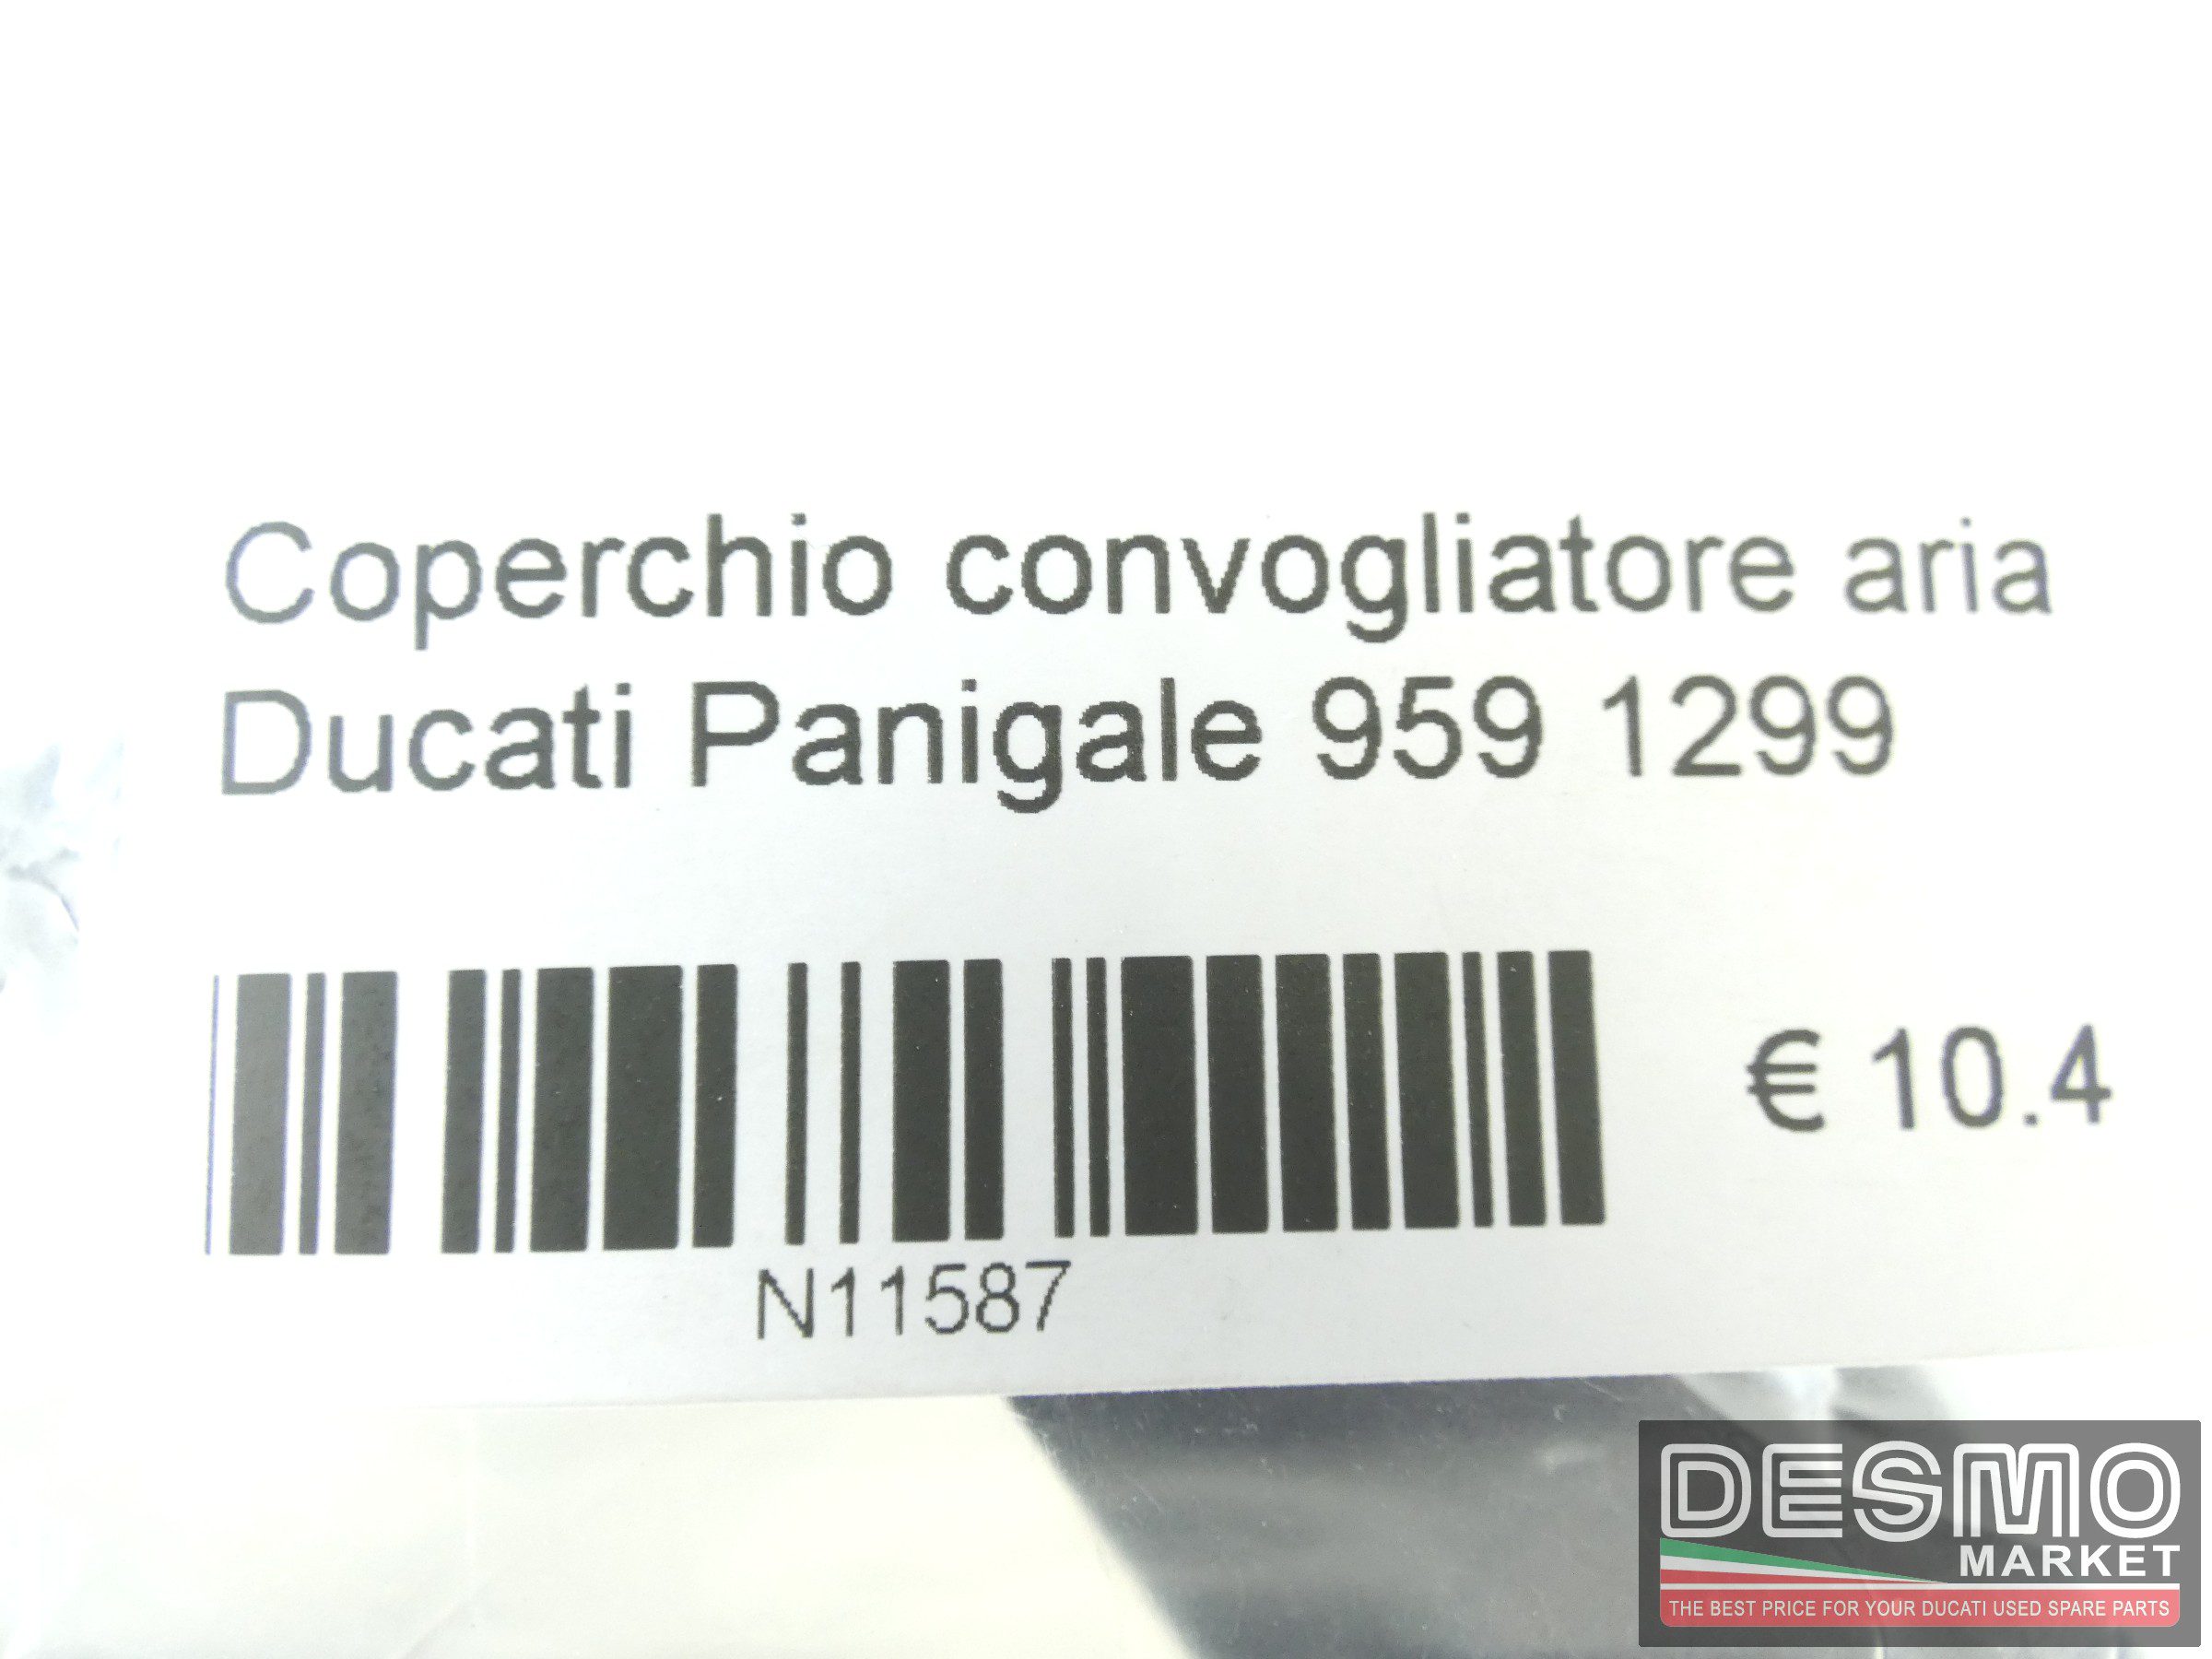 Coperchio convogliatore aria
Ducati Panigale 959 1299
€ 10.4
N11587
DESMO
MARKET
THE BEST PRICE FOR YOUR DUCATI USED SPARE PARTS